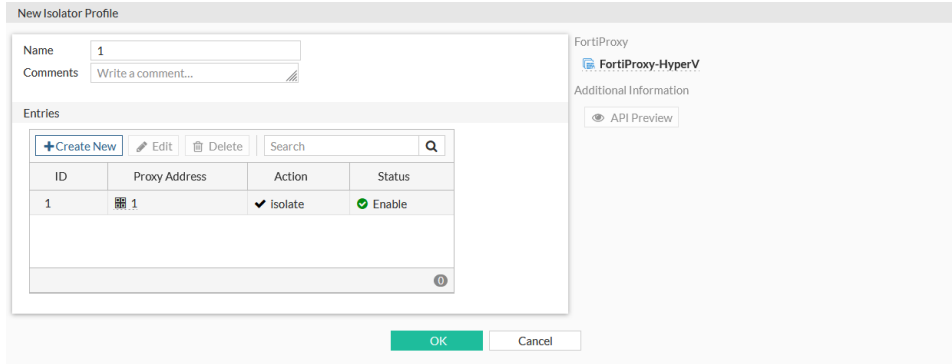 New Isolator Profile
Name 1
Comments Write a comment...
Entries
Create New Edit Delete Search
ID Proxy Address Action Status
1 1 isolate Enable
0
FortiProxy
FortiProxy-HyperV
Additional Information
API Preview
OK Cancel